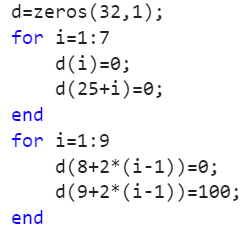 d=zeros(32,1);
for i=1:7
    d(i)=0;
    d(25+i)=0;
end
for i=1:9
    d(8+2*(i-1))=0;
    d(9+2*(i-1))=100;
end